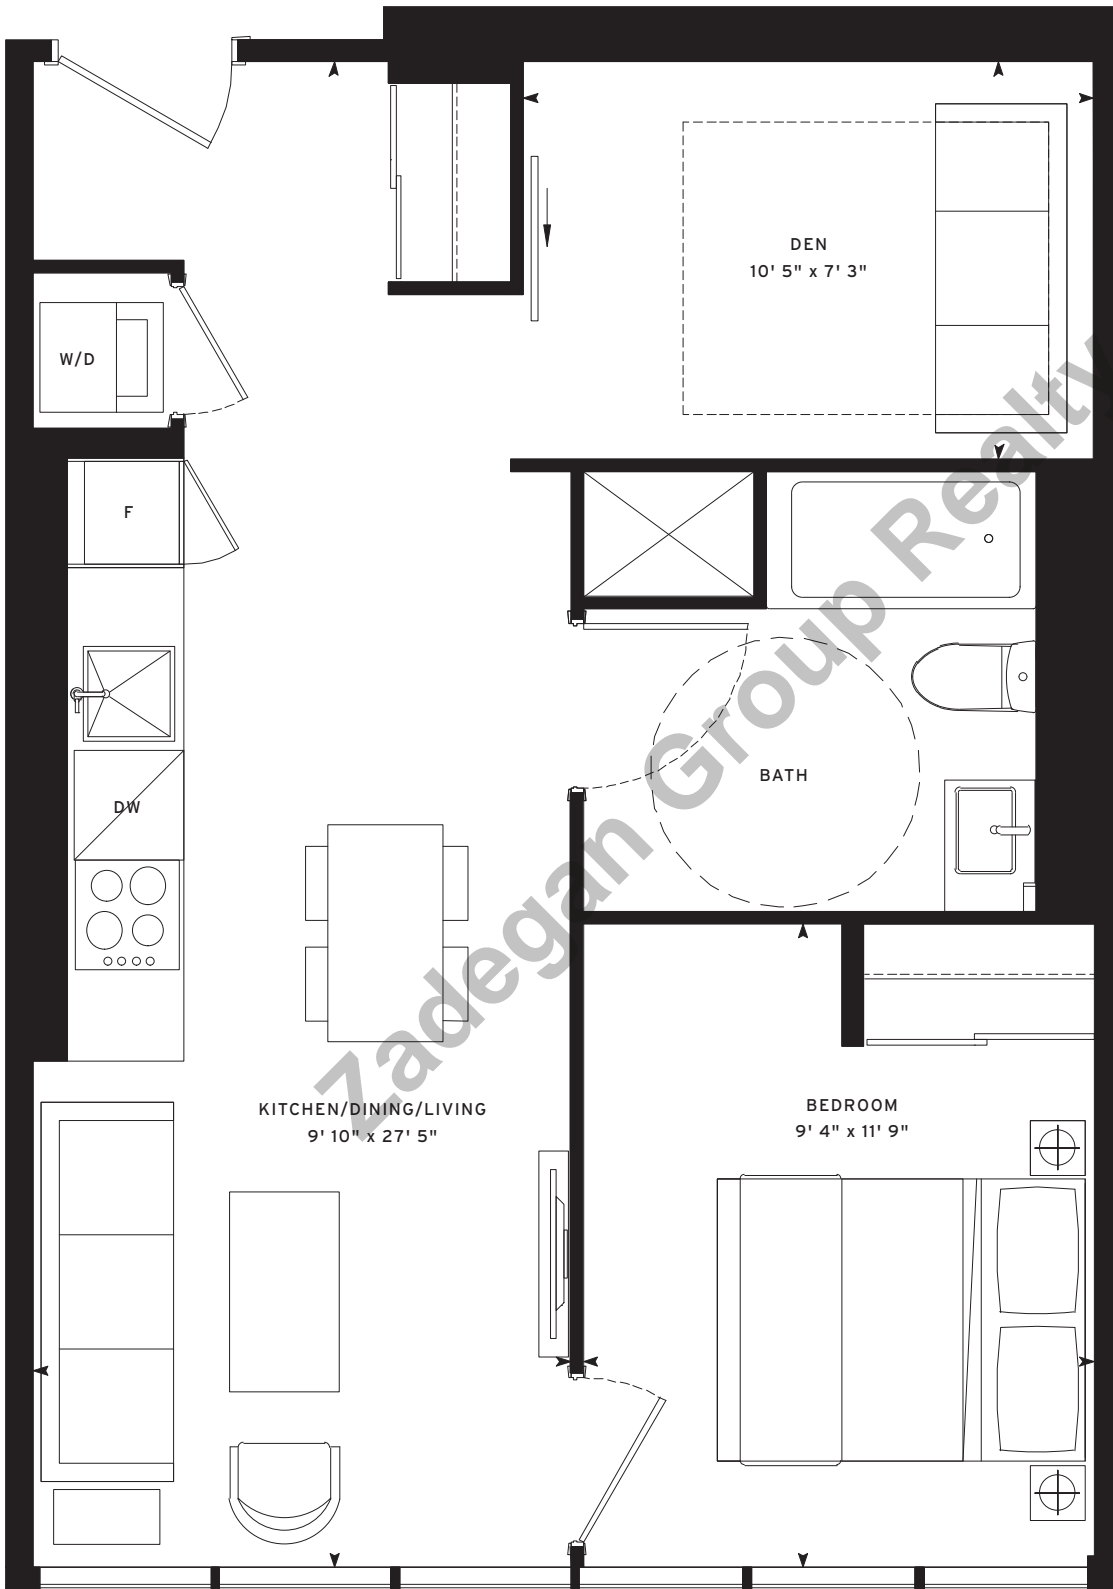 DEN
10' 5" x 7' 3"
W/D
F
DW
BATH
KITCHEN/DINING/LIVING
9' 10" x 27' 5"
BEDROOM
9' 4" x 11' 9"
Zadegan Group Realty